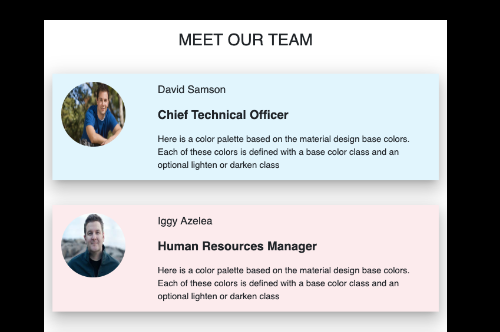 MEET OUR TEAM
David Samson
Chief Technical Officer
Here is a color palette based on the material design base colors.
Each of these colors is defined with a base color class and an
optional lighten or darken class
Iggy Azelea
Human Resources Manager
Here is a color palette based on the material design base colors.
Each of these colors is defined with a base color class and an
optional lighten or darken class